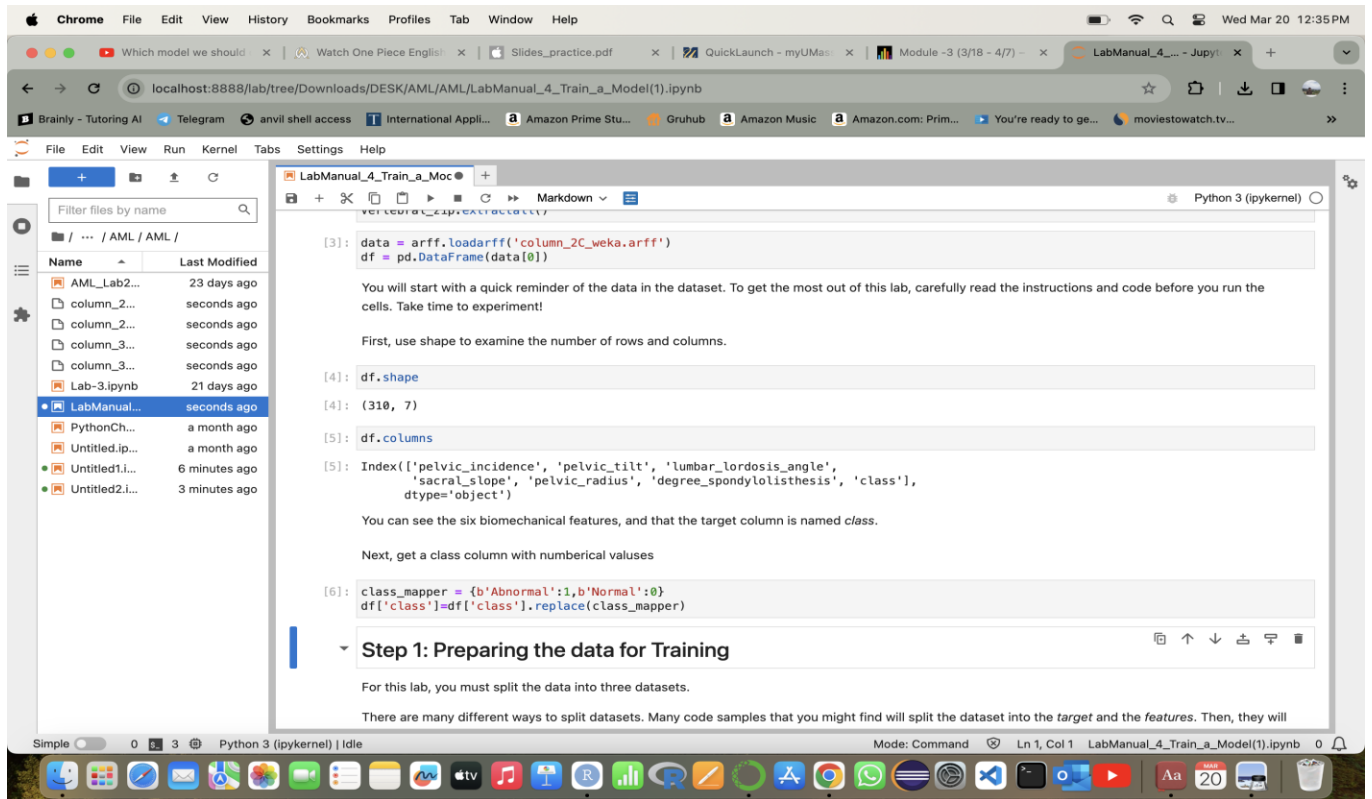 Chrome File Edit View History Bookmarks Profiles Tab Window Help
Wed Mar 20 12:35 PM
Which model we should
Watch One Piece English
Slides_practice.pdf
QuickLaunch - myUMas
Module -3 (3/18 - 4/7) –
LabManual_4_... - Jupyt
localhost:8888/lab/tree/Downloads/DESK/AML/AML/LabManual_4_Train_a_Model(1).ipynb
Brainly - Tutoring AI
Telegram
anvil shell access
International Appli...
Amazon Prime Stu...
Gruhub
Amazon Music
Amazon.com: Prim...
You're ready to ge...
moviestowatch.tv...
File Edit View Run Kernel Tabs Settings Help
LabManual_4_Train_a_Moc
Markdown
Python 3 (ipykernel)
Filter files by name
/ ··· / AML / AML /
Name Last Modified
AML_Lab2... 23 days ago
column_2... seconds ago
column_2... seconds ago
column_3... seconds ago
column_3... seconds ago
Lab-3.ipynb 21 days ago
LabManual... seconds ago
PythonCh... a month ago
Untitled.ip... a month ago
Untitled1.i... 6 minutes ago
Untitled2.i... 3 minutes ago
vertebral_zip.extractall()
[3]: data = arff.loadarff('column_2C_weka.arff')
df = pd.DataFrame(data[0])
You will start with a quick reminder of the data in the dataset. To get the most out of this lab, carefully read the instructions and code before you run the
cells. Take time to experiment!
First, use shape to examine the number of rows and columns.
[4]: df.shape
[4]: (310, 7)
[5]: df.columns
[5]: Index(['pelvic_incidence', 'pelvic_tilt', 'lumbar_lordosis_angle',
'sacral_slope', 'pelvic_radius', 'degree_spondylolisthesis', 'class'],
dtype='object')
You can see the six biomechanical features, and that the target column is named class.
Next, get a class column with numberical valuses
[6]: class_mapper = {b'Abnormal':1,b'Normal':0}
df['class']=df['class'].replace(class_mapper)
Step 1: Preparing the data for Training
For this lab, you must split the data into three datasets.
There are many different ways to split datasets. Many code samples that you might find will split the dataset into the target and the features. Then, they will
Simple 0 3 Python 3 (ipykernel) | Idle
Mode: Command Ln 1, Col 1 LabManual_4_Train_a_Model(1).ipynb 0
tv
R
R
Aa
MAR
20